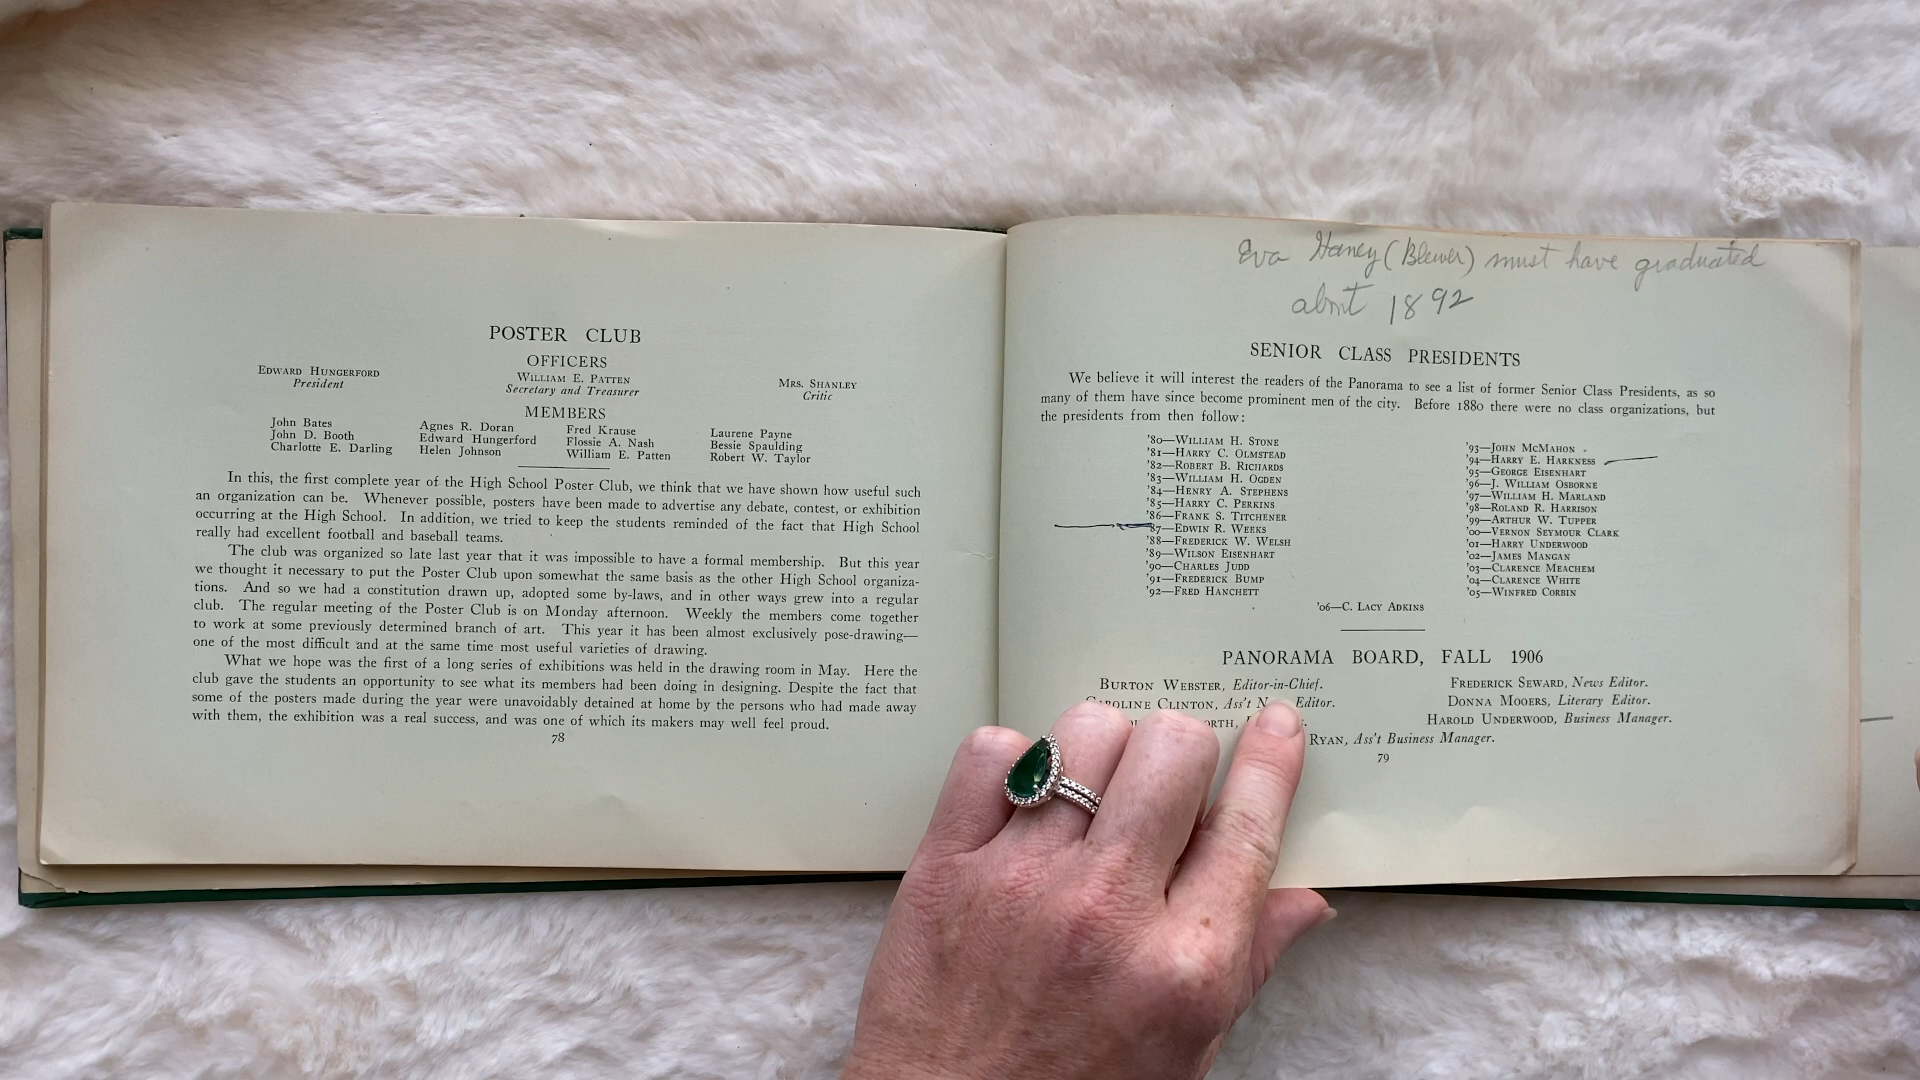 POSTER CLUB
OFFICERS
EDWARD HUNGERFORD
President
WILLIAM E. PATTEN
Secretary and Treasurer
MRS. SHANLEY
Critic
MEMBERS
John Bates
John D. Booth
Charlotte E. Darling
Agnes R. Doran
Edward Hungerford
Helen Johnson
Fred Krause
Flossie A. Nash
William E. Patten
Laurene Payne
Bessie Spaulding
Robert W. Taylor
In this, the first complete year of the High School Poster Club, we think that we have shown how useful such
an organization can be. Whenever possible, posters have been made to advertise any debate, contest, or exhibition
occurring at the High School. In addition, we tried to keep the students reminded of the fact that High School
really had excellent football and baseball teams.
The club was organized so late last year that it was impossible to have a formal membership. But this year
we thought it necessary to put the Poster Club upon somewhat the same basis as the other High School organiza-
tions. And so we had a constitution drawn up, adopted some by-laws, and in other ways grew into a regular
club. The regular meeting of the Poster Club is on Monday afternoon. Weekly the members come together
to work at some previously determined branch of art. This year it has been almost exclusively pose-drawing—
one of the most difficult and at the same time most useful varieties of drawing.
What we hope was the first of a long series of exhibitions was held in the drawing room in May. Here the
club gave the students an opportunity to see what its members had been doing in designing. Despite the fact that
some of the posters made during the year were unavoidably detained at home by the persons who had made away
with them, the exhibition was a real success, and was one of which its makers may well feel proud.
78
Eva Haney (Blewer) must have graduated
abmt 1892
SENIOR CLASS PRESIDENTS
We believe it will interest the readers of the Panorama to see a list of former Senior Class Presidents, as so
many of them have since become prominent men of the city. Before 1880 there were no class organizations, but
the presidents from then follow:
'80—WILLIAM H. STONE
'81—HARRY C. OLMSTEAD
'82—ROBERT B. RICHARDS
'83—WILLIAM H. OGDEN
'84—HENRY A. STEPHENS
'85—HARRY C. PERKINS
'86—FRANK S. TITCHENER
'87—EDWIN R. WEEKS
'88—FREDERICK W. WELSH
'89—WILSON EISENHART
'90—CHARLES JUDD
'91—FREDERICK BUMP
'92—FRED HANCHETT
'93—JOHN MCMAHON
'94—HARRY E. HARKNESS
'95—GEORGE EISENHART
'96—J. WILLIAM OSBORNE
'97—WILLIAM H. MARLAND
'98—ROLAND R. HARRISON
'99—ARTHUR W. TUPPER
'00—VERNON SEYMOUR CLARK
'01—HARRY UNDERWOOD
'02—JAMES MANGAN
'03—CLARENCE MEACHEM
'04—CLARENCE WHITE
'05—WINFRED CORBIN
'06—C. LACY ADKINS
PANORAMA BOARD, FALL 1906
BURTON WEBSTER, Editor-in-Chief.
CAROLINE CLINTON, Ass't News Editor.
FREDERICK SEWARD, News Editor.
DONNA MOOERS, Literary Editor.
HAROLD UNDERWOOD, Business Manager.
RYAN, Ass't Business Manager.
79